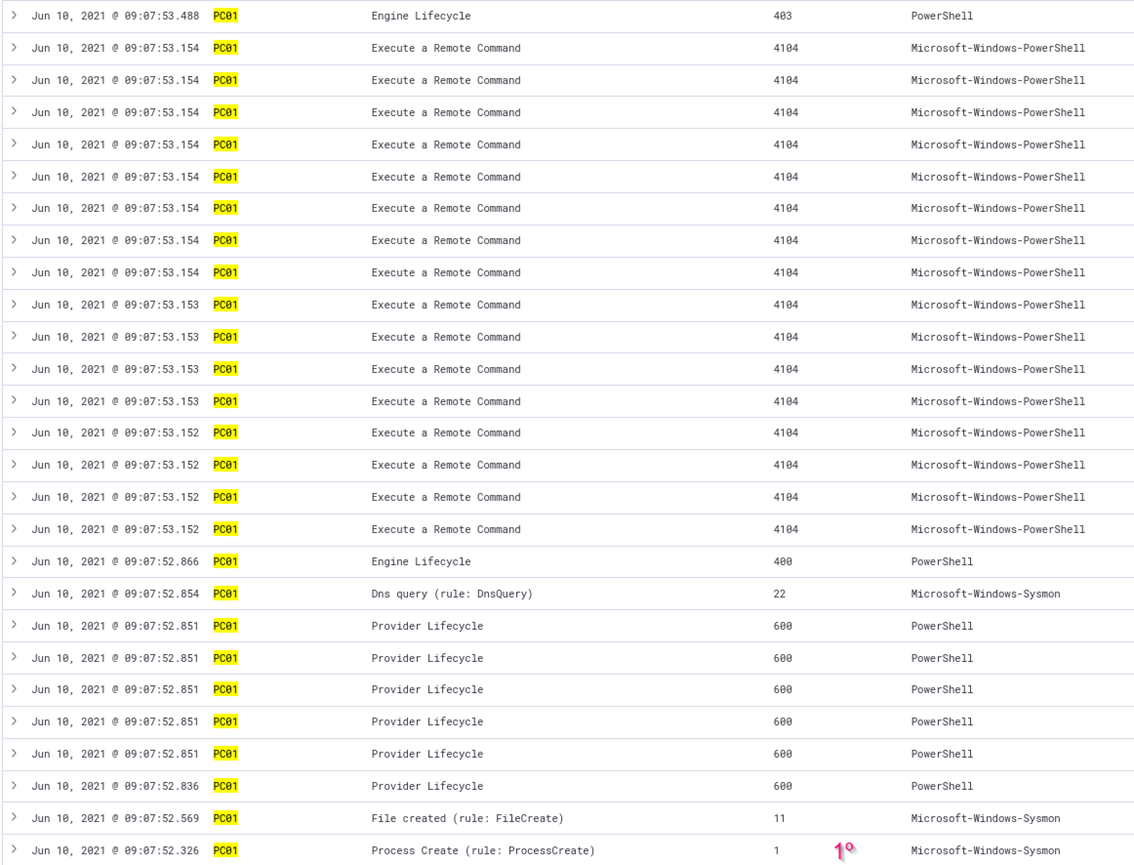 Jun 10, 2021 @ 09:07:53.488 PC01 Engine Lifecycle 403 PowerShell
Jun 10, 2021 @ 09:07:53.154 PC01 Execute a Remote Command 4104 Microsoft-Windows-PowerShell
Jun 10, 2021 @ 09:07:53.154 PC01 Execute a Remote Command 4104 Microsoft-Windows-PowerShell
Jun 10, 2021 @ 09:07:53.154 PC01 Execute a Remote Command 4104 Microsoft-Windows-PowerShell
Jun 10, 2021 @ 09:07:53.154 PC01 Execute a Remote Command 4104 Microsoft-Windows-PowerShell
Jun 10, 2021 @ 09:07:53.154 PC01 Execute a Remote Command 4104 Microsoft-Windows-PowerShell
Jun 10, 2021 @ 09:07:53.154 PC01 Execute a Remote Command 4104 Microsoft-Windows-PowerShell
Jun 10, 2021 @ 09:07:53.154 PC01 Execute a Remote Command 4104 Microsoft-Windows-PowerShell
Jun 10, 2021 @ 09:07:53.154 PC01 Execute a Remote Command 4104 Microsoft-Windows-PowerShell
Jun 10, 2021 @ 09:07:53.153 PC01 Execute a Remote Command 4104 Microsoft-Windows-PowerShell
Jun 10, 2021 @ 09:07:53.153 PC01 Execute a Remote Command 4104 Microsoft-Windows-PowerShell
Jun 10, 2021 @ 09:07:53.153 PC01 Execute a Remote Command 4104 Microsoft-Windows-PowerShell
Jun 10, 2021 @ 09:07:53.153 PC01 Execute a Remote Command 4104 Microsoft-Windows-PowerShell
Jun 10, 2021 @ 09:07:53.152 PC01 Execute a Remote Command 4104 Microsoft-Windows-PowerShell
Jun 10, 2021 @ 09:07:53.152 PC01 Execute a Remote Command 4104 Microsoft-Windows-PowerShell
Jun 10, 2021 @ 09:07:53.152 PC01 Execute a Remote Command 4104 Microsoft-Windows-PowerShell
Jun 10, 2021 @ 09:07:53.152 PC01 Execute a Remote Command 4104 Microsoft-Windows-PowerShell
Jun 10, 2021 @ 09:07:52.866 PC01 Engine Lifecycle 400 PowerShell
Jun 10, 2021 @ 09:07:52.854 PC01 Dns query (rule: DnsQuery) 22 Microsoft-Windows-Sysmon
Jun 10, 2021 @ 09:07:52.851 PC01 Provider Lifecycle 600 PowerShell
Jun 10, 2021 @ 09:07:52.851 PC01 Provider Lifecycle 600 PowerShell
Jun 10, 2021 @ 09:07:52.851 PC01 Provider Lifecycle 600 PowerShell
Jun 10, 2021 @ 09:07:52.851 PC01 Provider Lifecycle 600 PowerShell
Jun 10, 2021 @ 09:07:52.851 PC01 Provider Lifecycle 600 PowerShell
Jun 10, 2021 @ 09:07:52.836 PC01 Provider Lifecycle 600 PowerShell
Jun 10, 2021 @ 09:07:52.569 PC01 File created (rule: FileCreate) 11 Microsoft-Windows-Sysmon
Jun 10, 2021 @ 09:07:52.326 PC01 Process Create (rule: ProcessCreate) 1 1º Microsoft-Windows-Sysmon